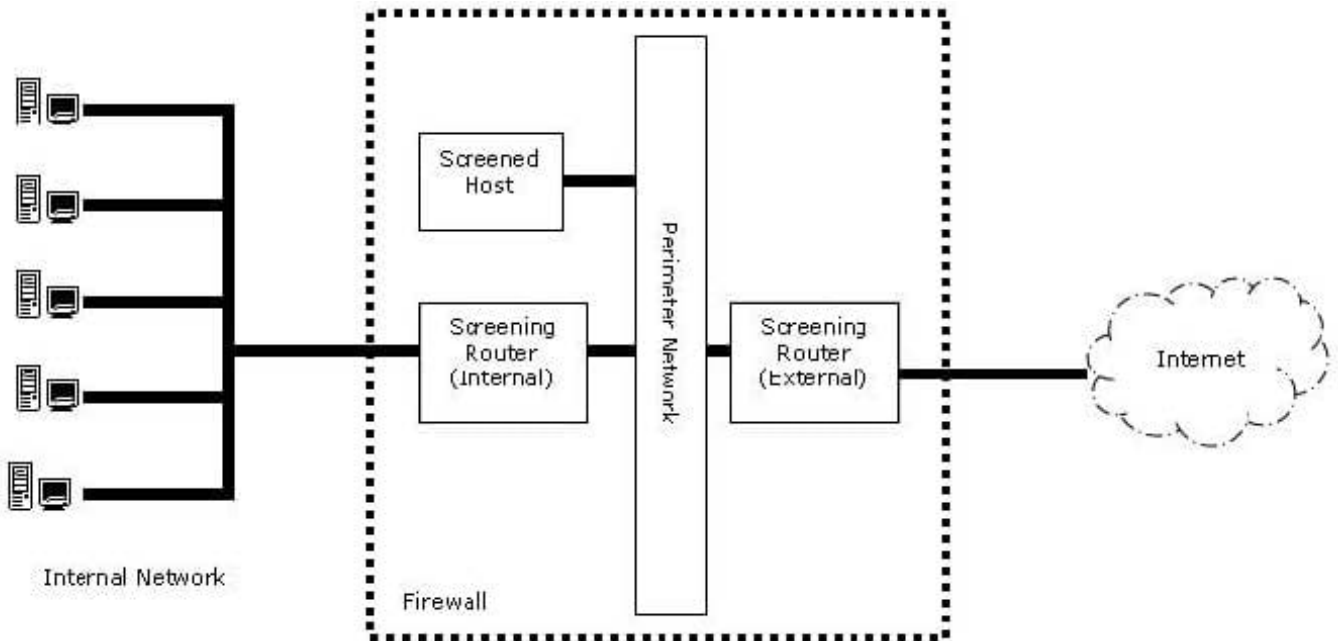 Screened
Host
Perimeter Network
Screening
Router
(Internal)
Screening
Router
(External)
Internet
Internal Network
Firewall